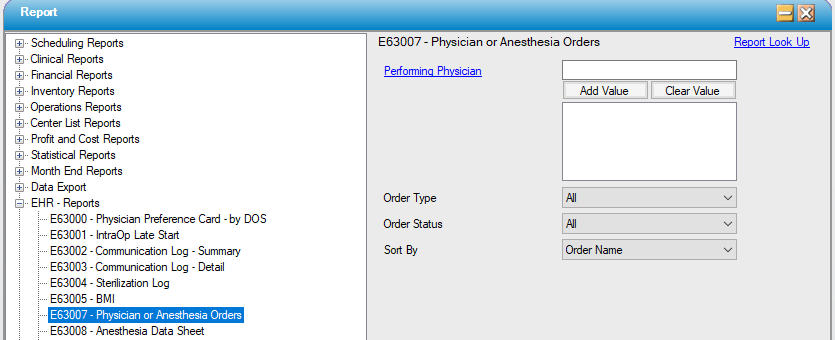 Report
Scheduling Reports
Clinical Reports
Financial Reports
Inventory Reports
Operations Reports
Center List Reports
Profit and Cost Reports
Statistical Reports
Month End Reports
Data Export
EHR - Reports
E63000 - Physician Preference Card - by DOS
E63001 - IntraOp Late Start
E63002 - Communication Log - Summary
E63003 - Communication Log - Detail
E63004 - Sterilization Log
E63005 - BMI
E63007 - Physician or Anesthesia Orders
E63008 - Anesthesia Data Sheet
E63007 - Physician or Anesthesia Orders
Report Look Up
Performing Physician
Add Value
Clear Value
Order Type
All
Order Status
All
Sort By
Order Name